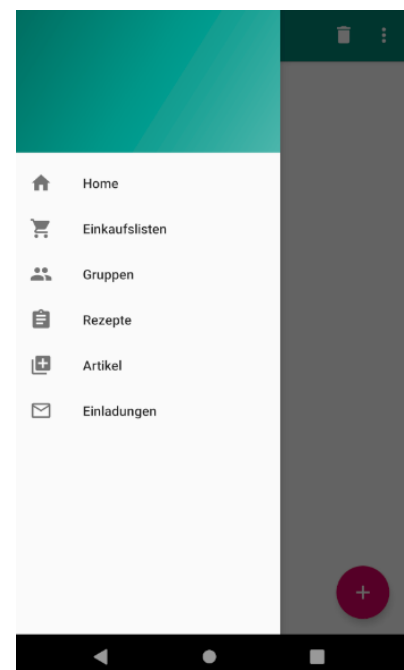 Home
Einkaufslisten
Gruppen
Rezepte
Artikel
Einladungen